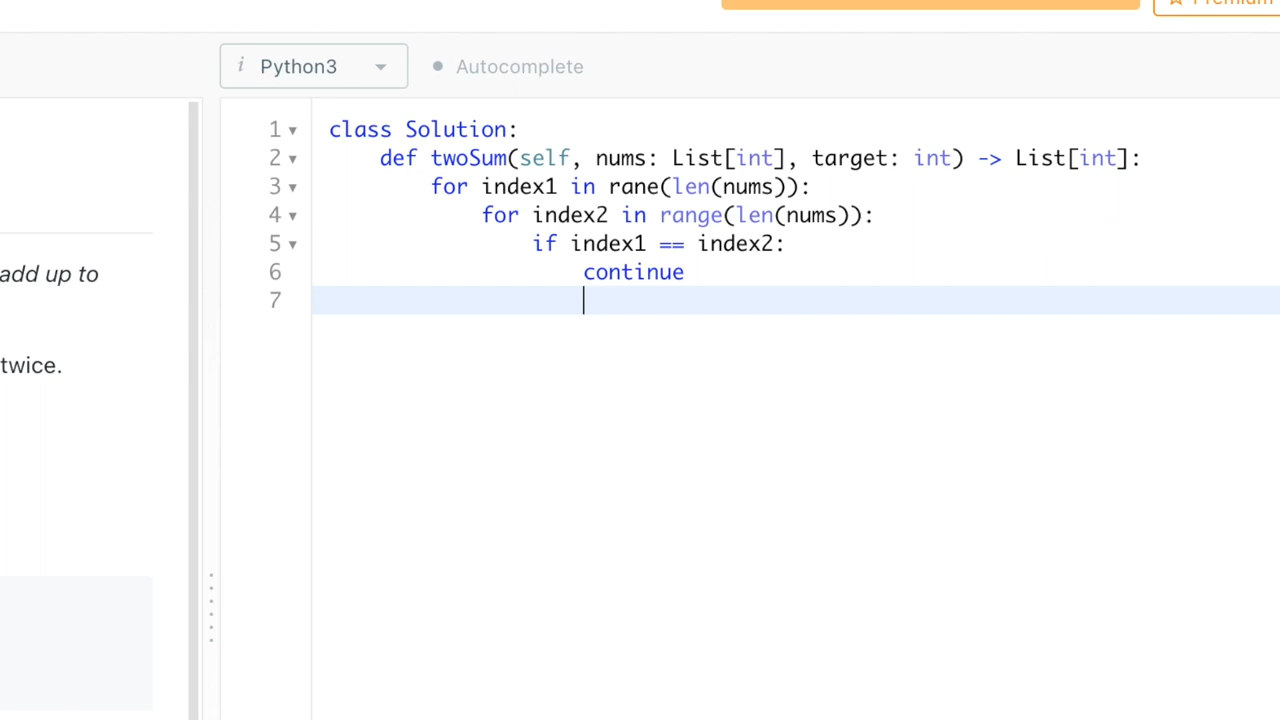 Premium
i Python3 Autocomplete
add up to
twice.
1 class Solution:
2 def twoSum(self, nums: List[int], target: int) -> List[int]:
3 for index1 in rane(len(nums)):
4 for index2 in range(len(nums)):
5 if index1 == index2:
6 continue
7